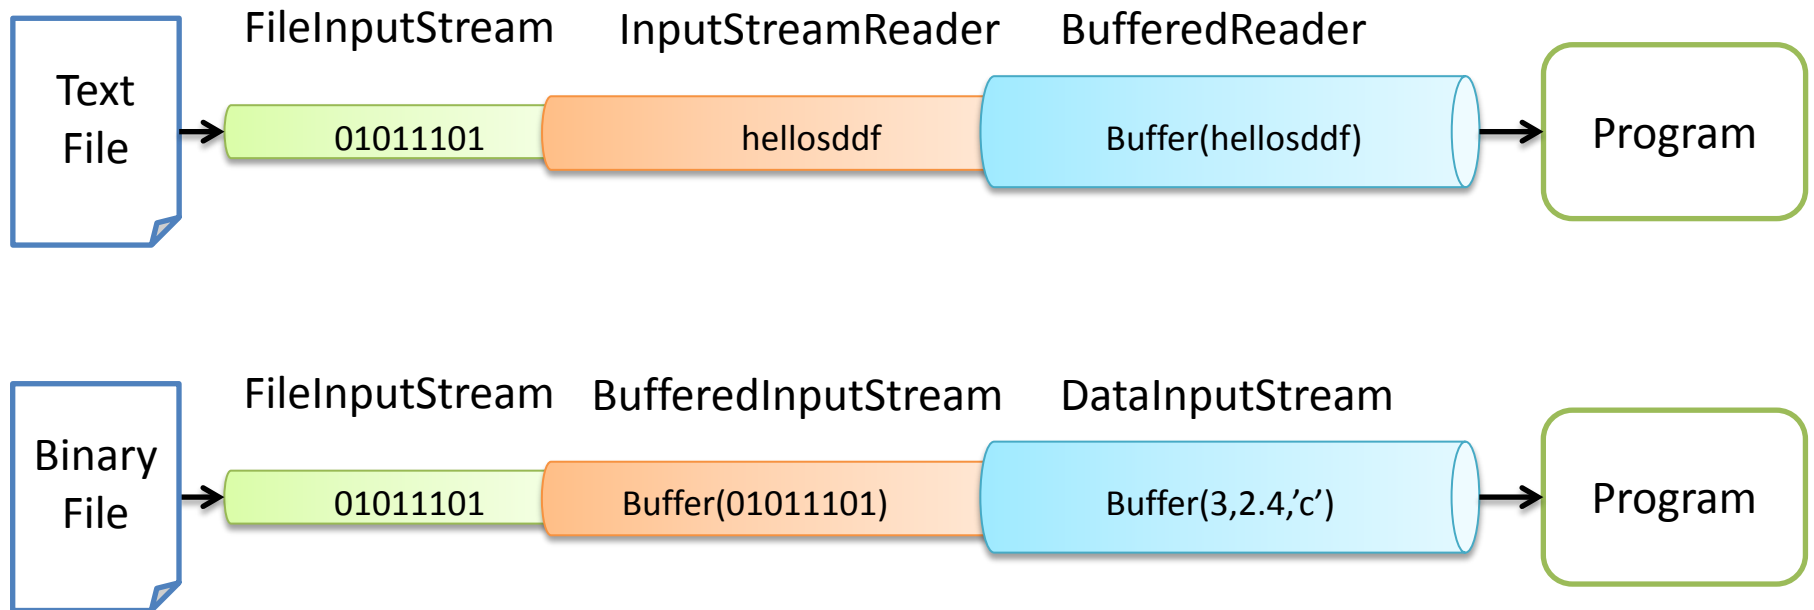 FileInputStream InputStreamReader BufferedReader
Text
File
01011101
hellosddf
Buffer(hellosddf)
Program
FileInputStream BufferedInputStream DataInputStream
Binary
File
01011101
Buffer(01011101)
Buffer(3,2.4,’c’)
Program